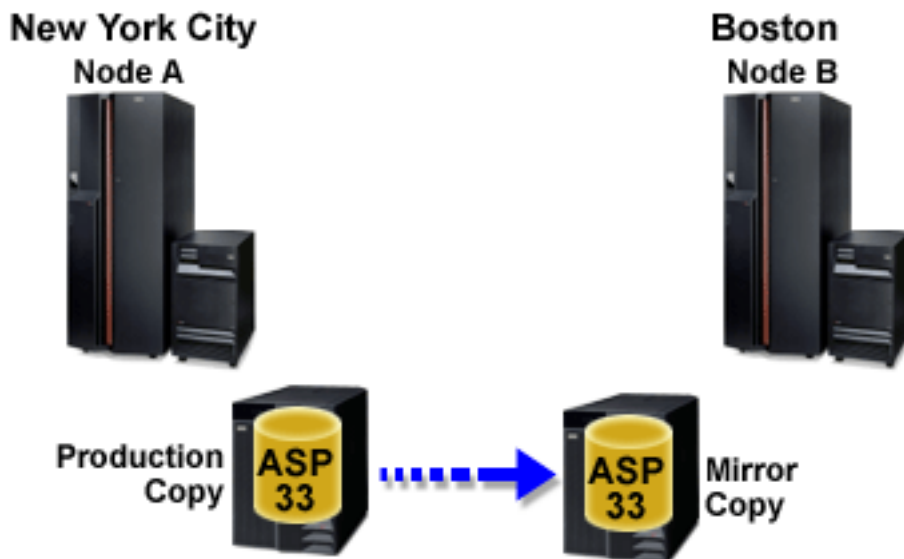 New York City
Node A
Boston
Node B
Production
Copy
ASP
33
ASP
33
Mirror
Copy